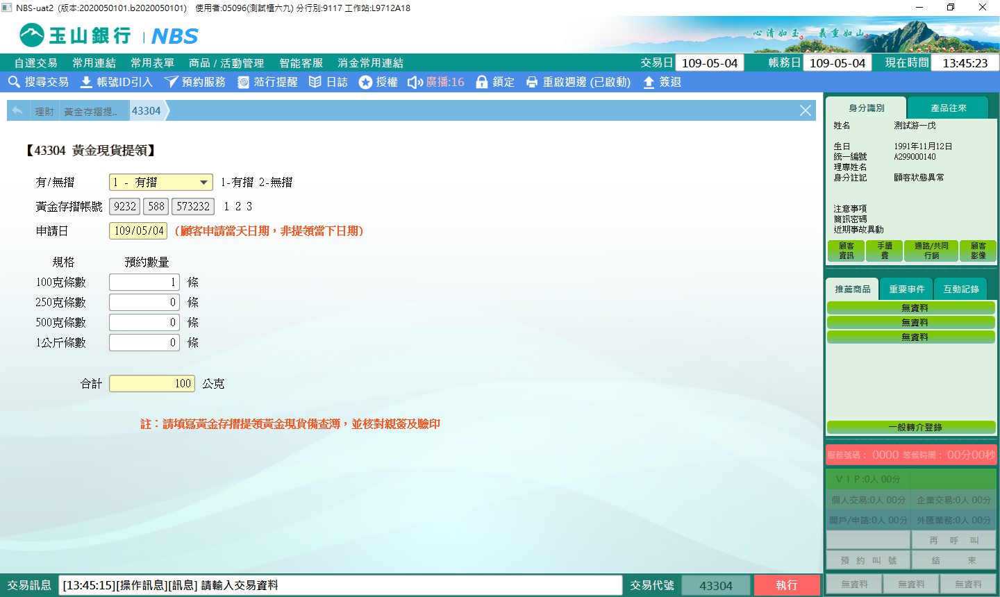 NBS-uat2 (版本:2020050101.b2020050101) 使用者:05096(測試櫃六九) 分行別:9117 工作站:L9712A18
玉山銀行 | NBS
心清如玉。 義重如山。
自選交易 常用連結 常用表單 商品 / 活動管理 智能客服 消金常用連結 交易日 109-05-04 帳務日 109-05-04 現在時間 13:45:23
搜尋交易 帳號ID引入 預約服務 蒞行提醒 日誌 授權 廣播:16 鎖定 重啟週邊 (已啟動) 簽退
理財 黃金存摺提.. 43304
【43304 黃金現貨提領】
有/無摺 1 - 有摺 1-有摺 2-無摺
黃金存摺帳號 9232 588 573232 1 2 3
申請日 109/05/04 (顧客申請當天日期，非提領當下日期)
規格 預約數量
100克條數 1 條
250克條數 0 條
500克條數 0 條
1公斤條數 0 條
合計 100 公克
註：請填寫黃金存摺提領黃金現貨備查簿，並核對親簽及驗印
交易訊息 [13:45:15][操作訊息][訊息] 請輸入交易資料 交易代號 43304 執行
身分識別 產品往來
姓名 測試游一戊
生日 1991年11月12日
統一編號 A299000140
理專姓名
身分註記 顧客狀態異常
注意事項
簡訊密碼
近期事故異動
顧客資訊 手續費 通路/共同行銷 顧客影像
推薦商品 重要事件 互動記錄
無資料
無資料
無資料
一般轉介登錄
服務號碼： 0000 等候時間： 00分00秒
ＶＩＰ:0人 00分
個人交易:0人 00分 企業交易:0人 00分
開戶/申請:0人 00分 外匯業務:0人 00分
再 呼 叫
預 約 叫 號 結 束
無資料 無資料 無資料